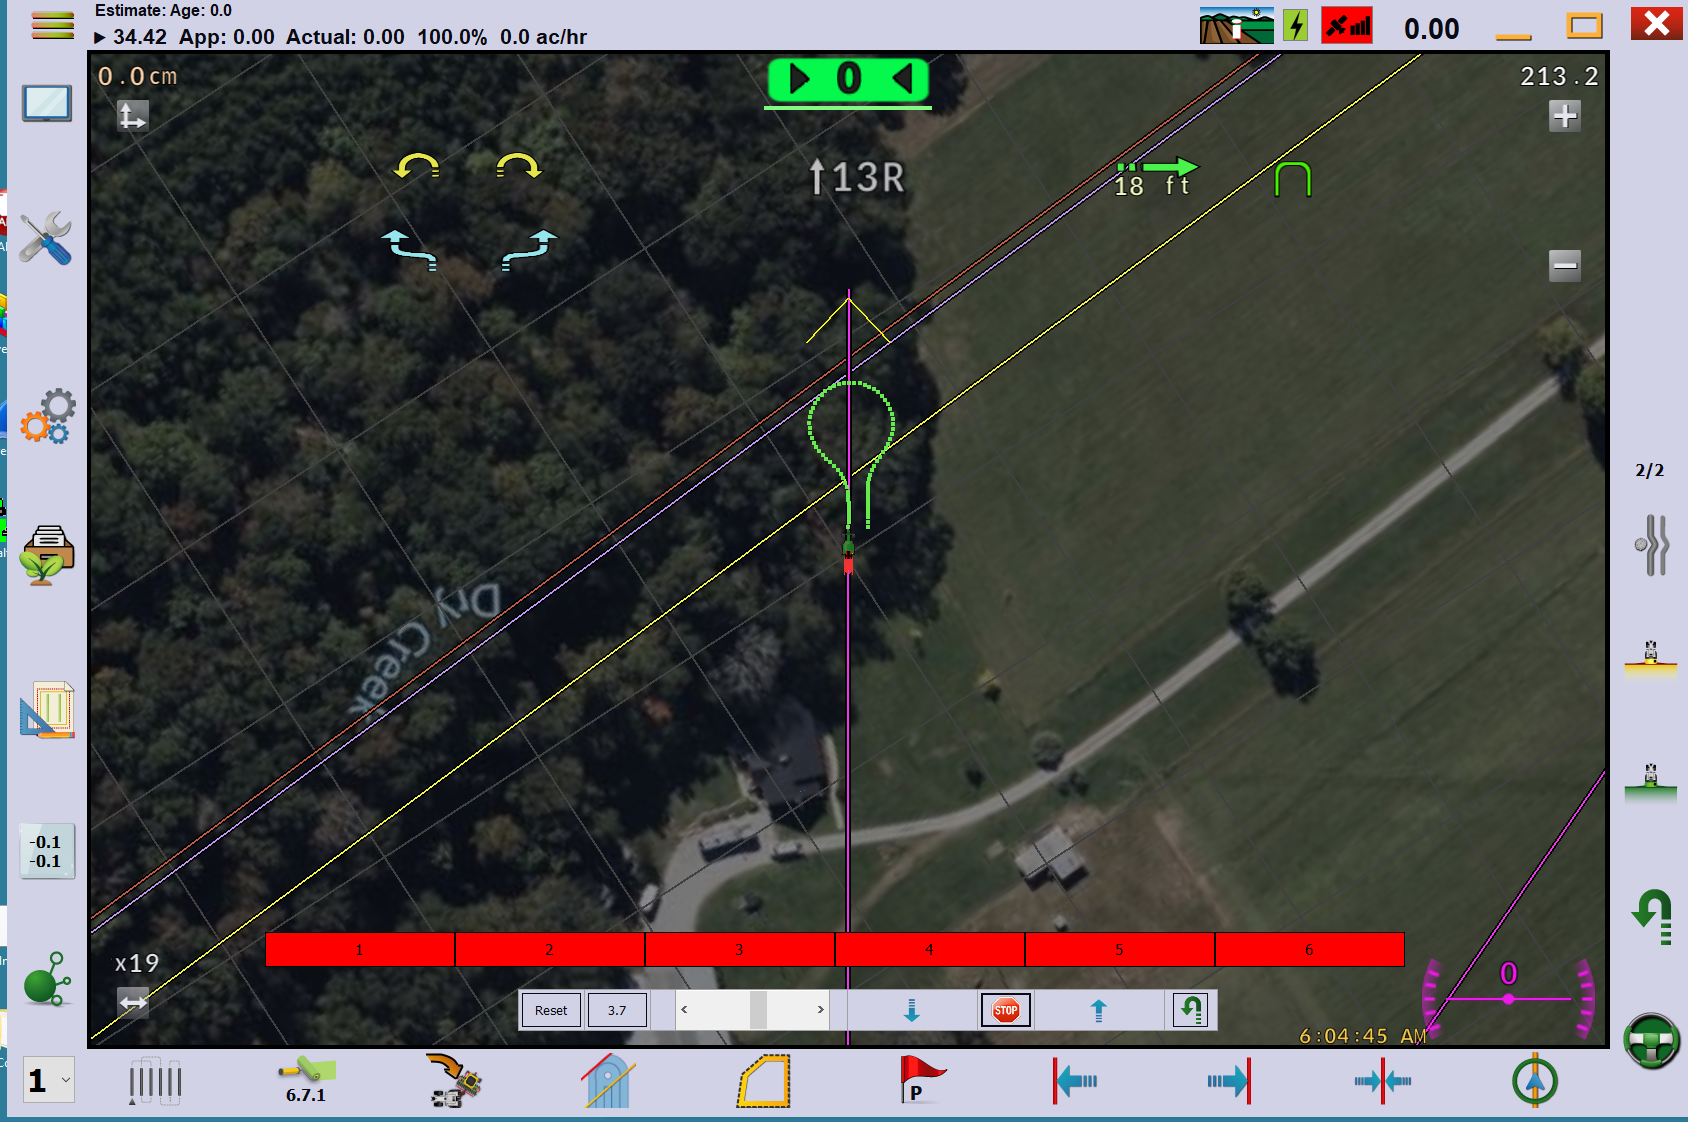 Estimate: Age: 0.0
34.42 App: 0.00 Actual: 0.00 100.0% 0.0 ac/hr
0.00
0.0cm
0
213.2
13R
18 ft
2/2
Dry Creek
-0.1
-0.1
x19
1 2 3 4 5 6
0
Reset 3.7 STOP
6:04:45 AM
1
6.7.1
P